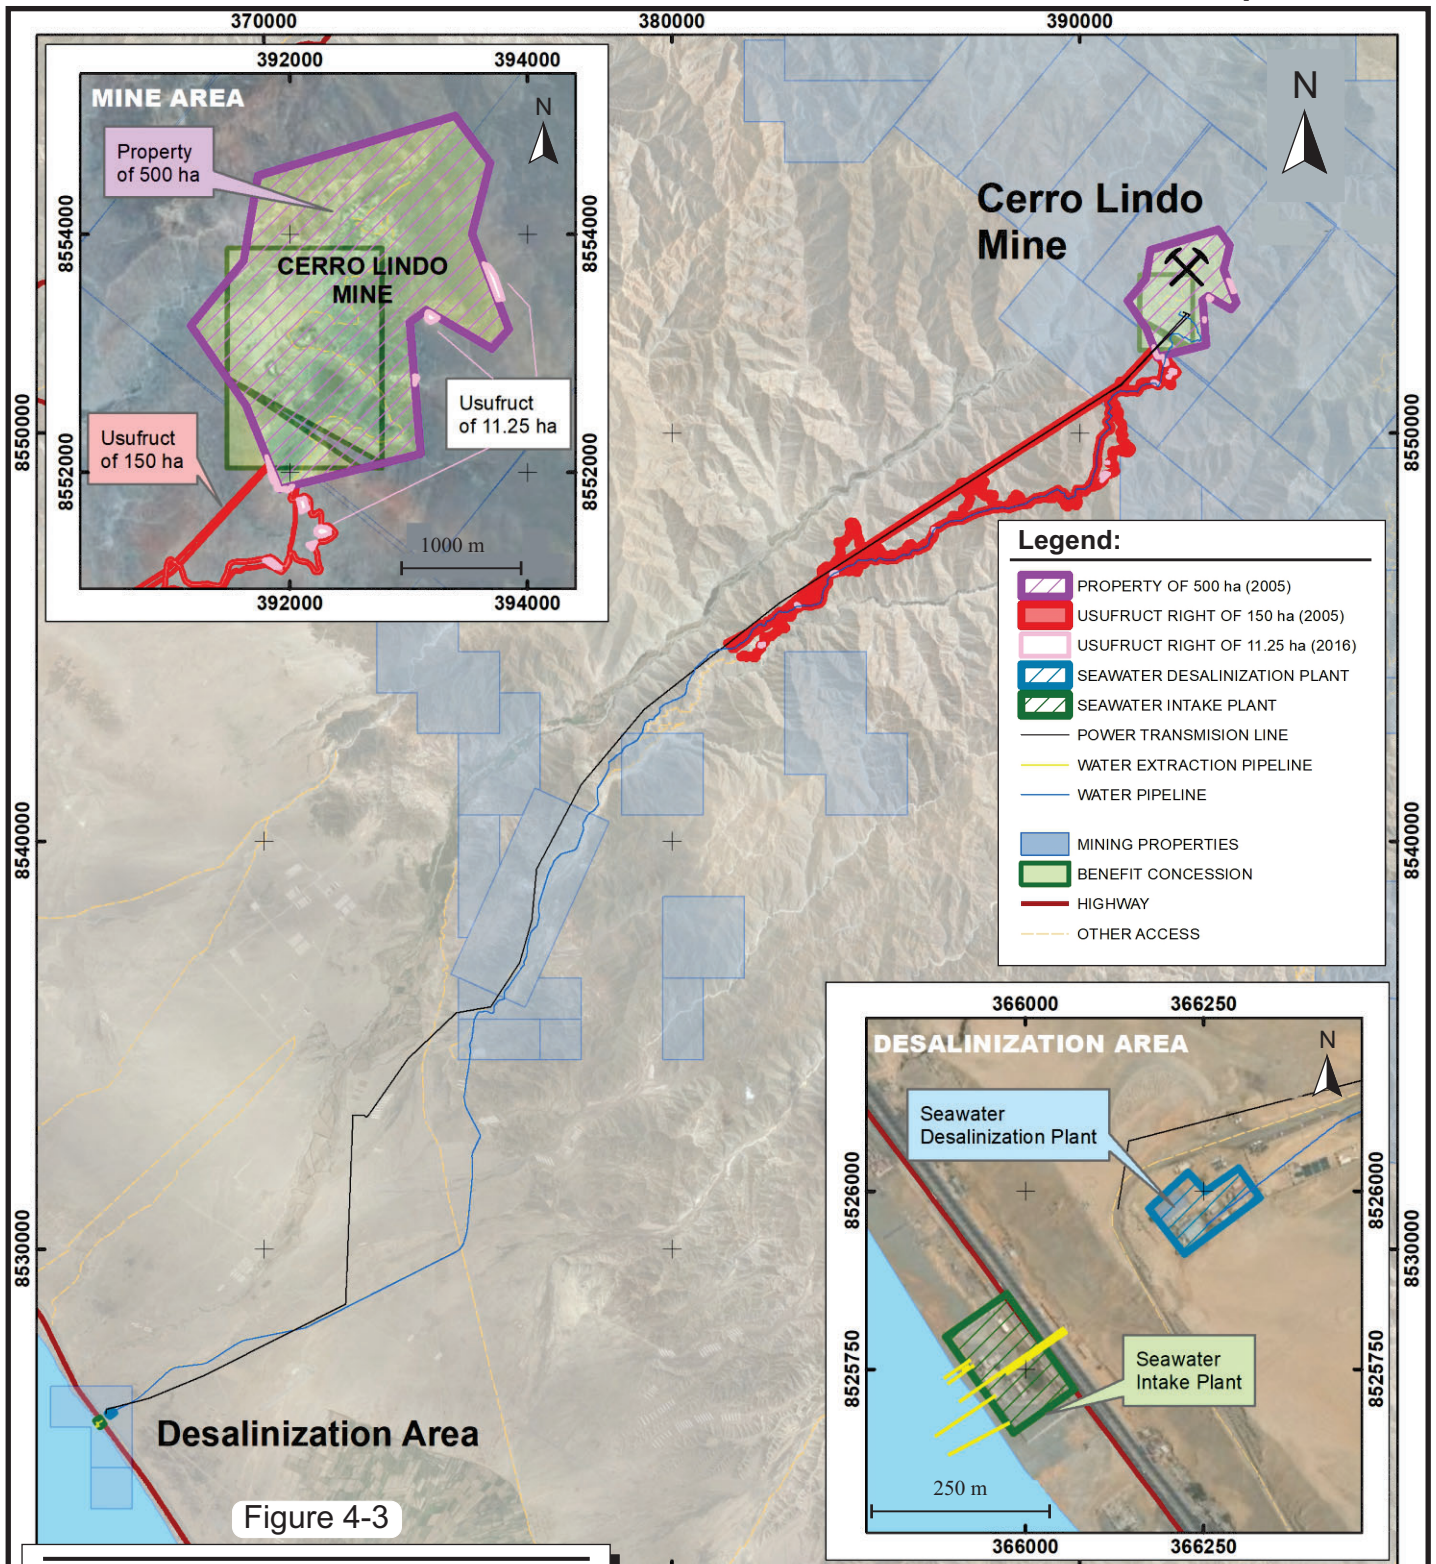 370000
380000
390000
392000
394000
MINE AREA
N
Property
of 500 ha
8554000
8554000
CERRO LINDO
MINE
Usufruct
of 11.25 ha
Usufruct
of 150 ha
8552000
8552000
1000 m
392000
394000
N
Cerro Lindo
Mine
8550000
8550000
Legend:
PROPERTY OF 500 ha (2005)
USUFRUCT RIGHT OF 150 ha (2005)
USUFRUCT RIGHT OF 11.25 ha (2016)
SEAWATER DESALINIZATION PLANT
SEAWATER INTAKE PLANT
POWER TRANSMISION LINE
WATER EXTRACTION PIPELINE
WATER PIPELINE
MINING PROPERTIES
BENEFIT CONCESSION
HIGHWAY
OTHER ACCESS
8540000
8540000
366000
366250
DESALINIZATION AREA
N
Seawater
Desalinization Plant
8526000
8526000
8525750
8525750
Seawater
Intake Plant
250 m
366000
366250
8530000
8530000
Desalinization Area
Figure 4-3